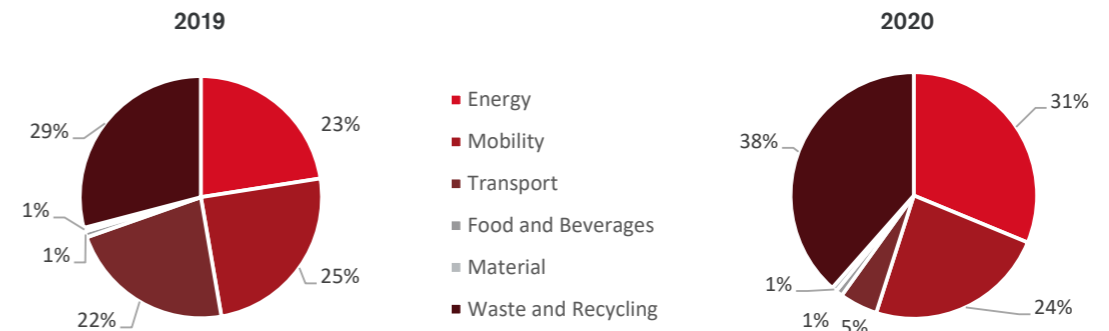 2019
2020
29%
23%
1%
1%
22%
25%
Energy
Mobility
Transport
Food and Beverages
Material
Waste and Recycling
38%
31%
1%
1%
5%
24%